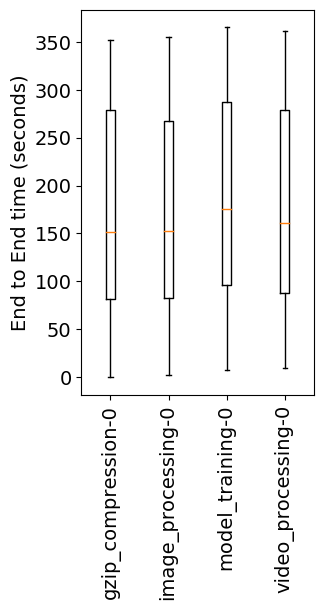 End to End time (seconds)
350
300
250
200
150
100
50
0
gzip_compression-0
image_processing-0
model_training-0
video_processing-0